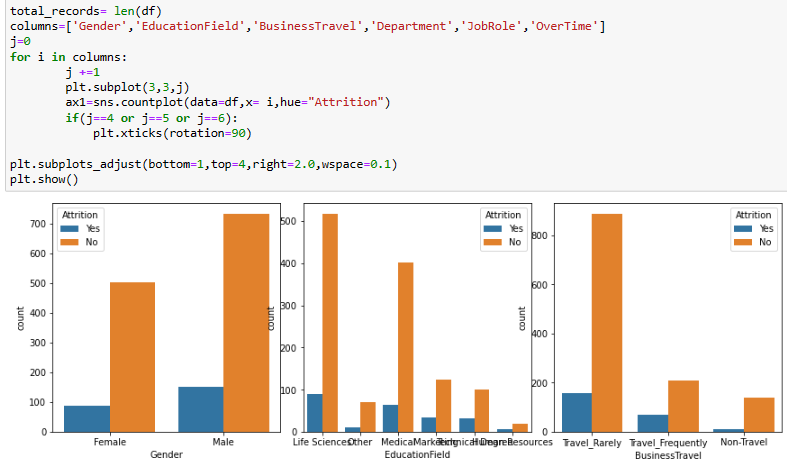 total_records= len(df)
columns=['Gender','EducationField','BusinessTravel','Department','JobRole','OverTime']
j=0
for i in columns:
j +=1
plt.subplot(3,3,j)
ax1=sns.countplot(data=df,x= i,hue="Attrition")
if(j==4 or j==5 or j==6):
plt.xticks(rotation=90)
plt.subplots_adjust(bottom=1,top=4,right=2.0,wspace=0.1)
plt.show()
Attrition
Yes
No
700
600
500
400
300
200
100
0
count
Female
Male
Gender
Attrition
Yes
No
500
400
300
200
100
0
count
Life Sciences
Other
Medical
Marketing
Technical Degree
Human Resources
EducationField
Attrition
Yes
No
800
600
400
200
0
count
Travel_Rarely
Travel_Frequently
Non-Travel
BusinessTravel